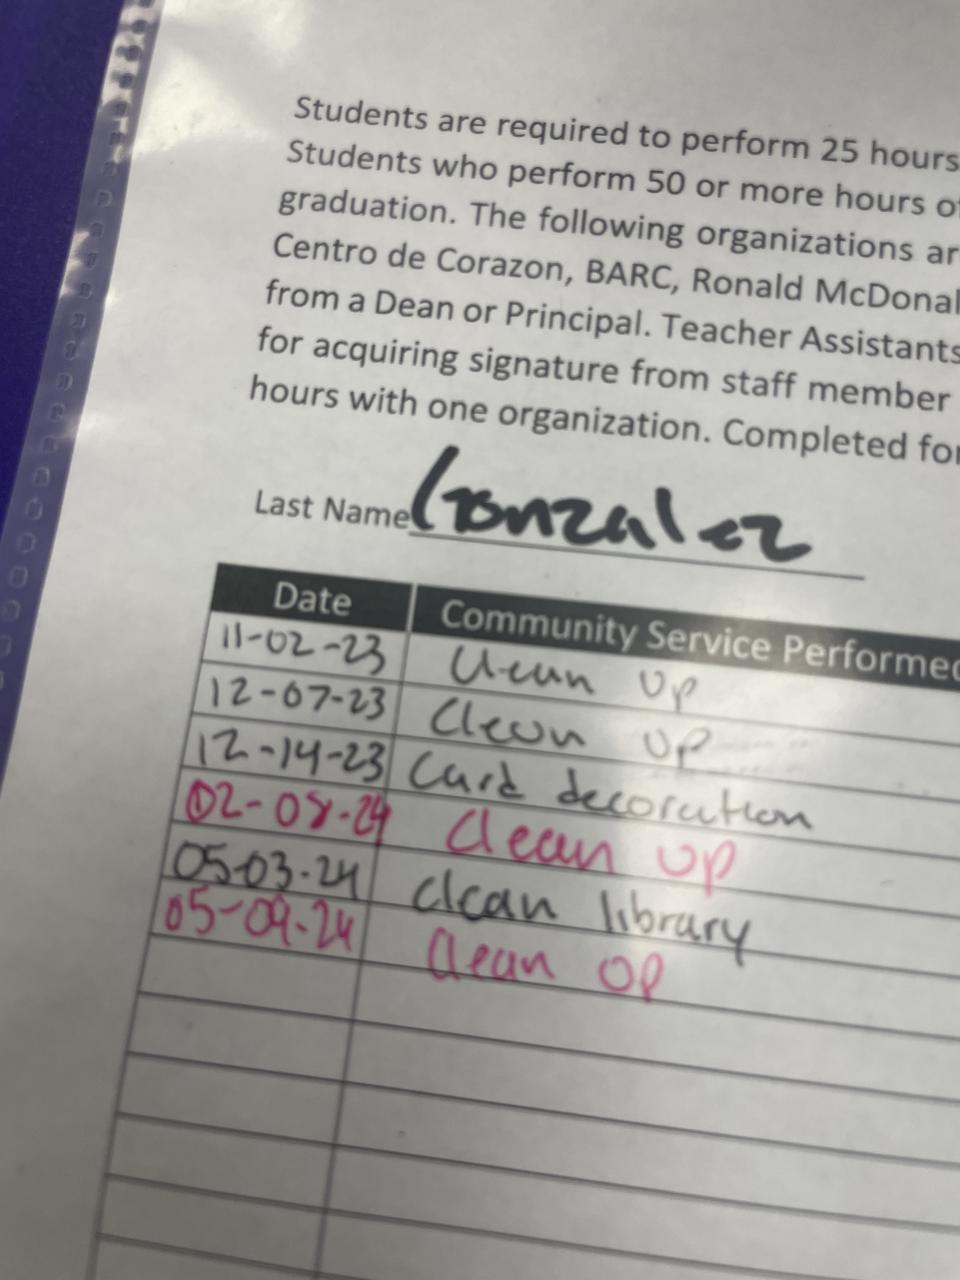 Students are required to perform 25 hours
Students who perform 50 or more hours of
graduation. The following organizations ar
Centro de Corazon, BARC, Ronald McDonal
from a Dean or Principal. Teacher Assistants
for acquiring signature from staff member
hours with one organization. Completed for
Last Name Gonzalez
Date Community Service Performed
11-02-23 Clean Up
12-07-23 Clean Up
12-14-23 Card decoration
02-08-24 Clean up
05-03-24 clean library
05-09-24 Clean Up